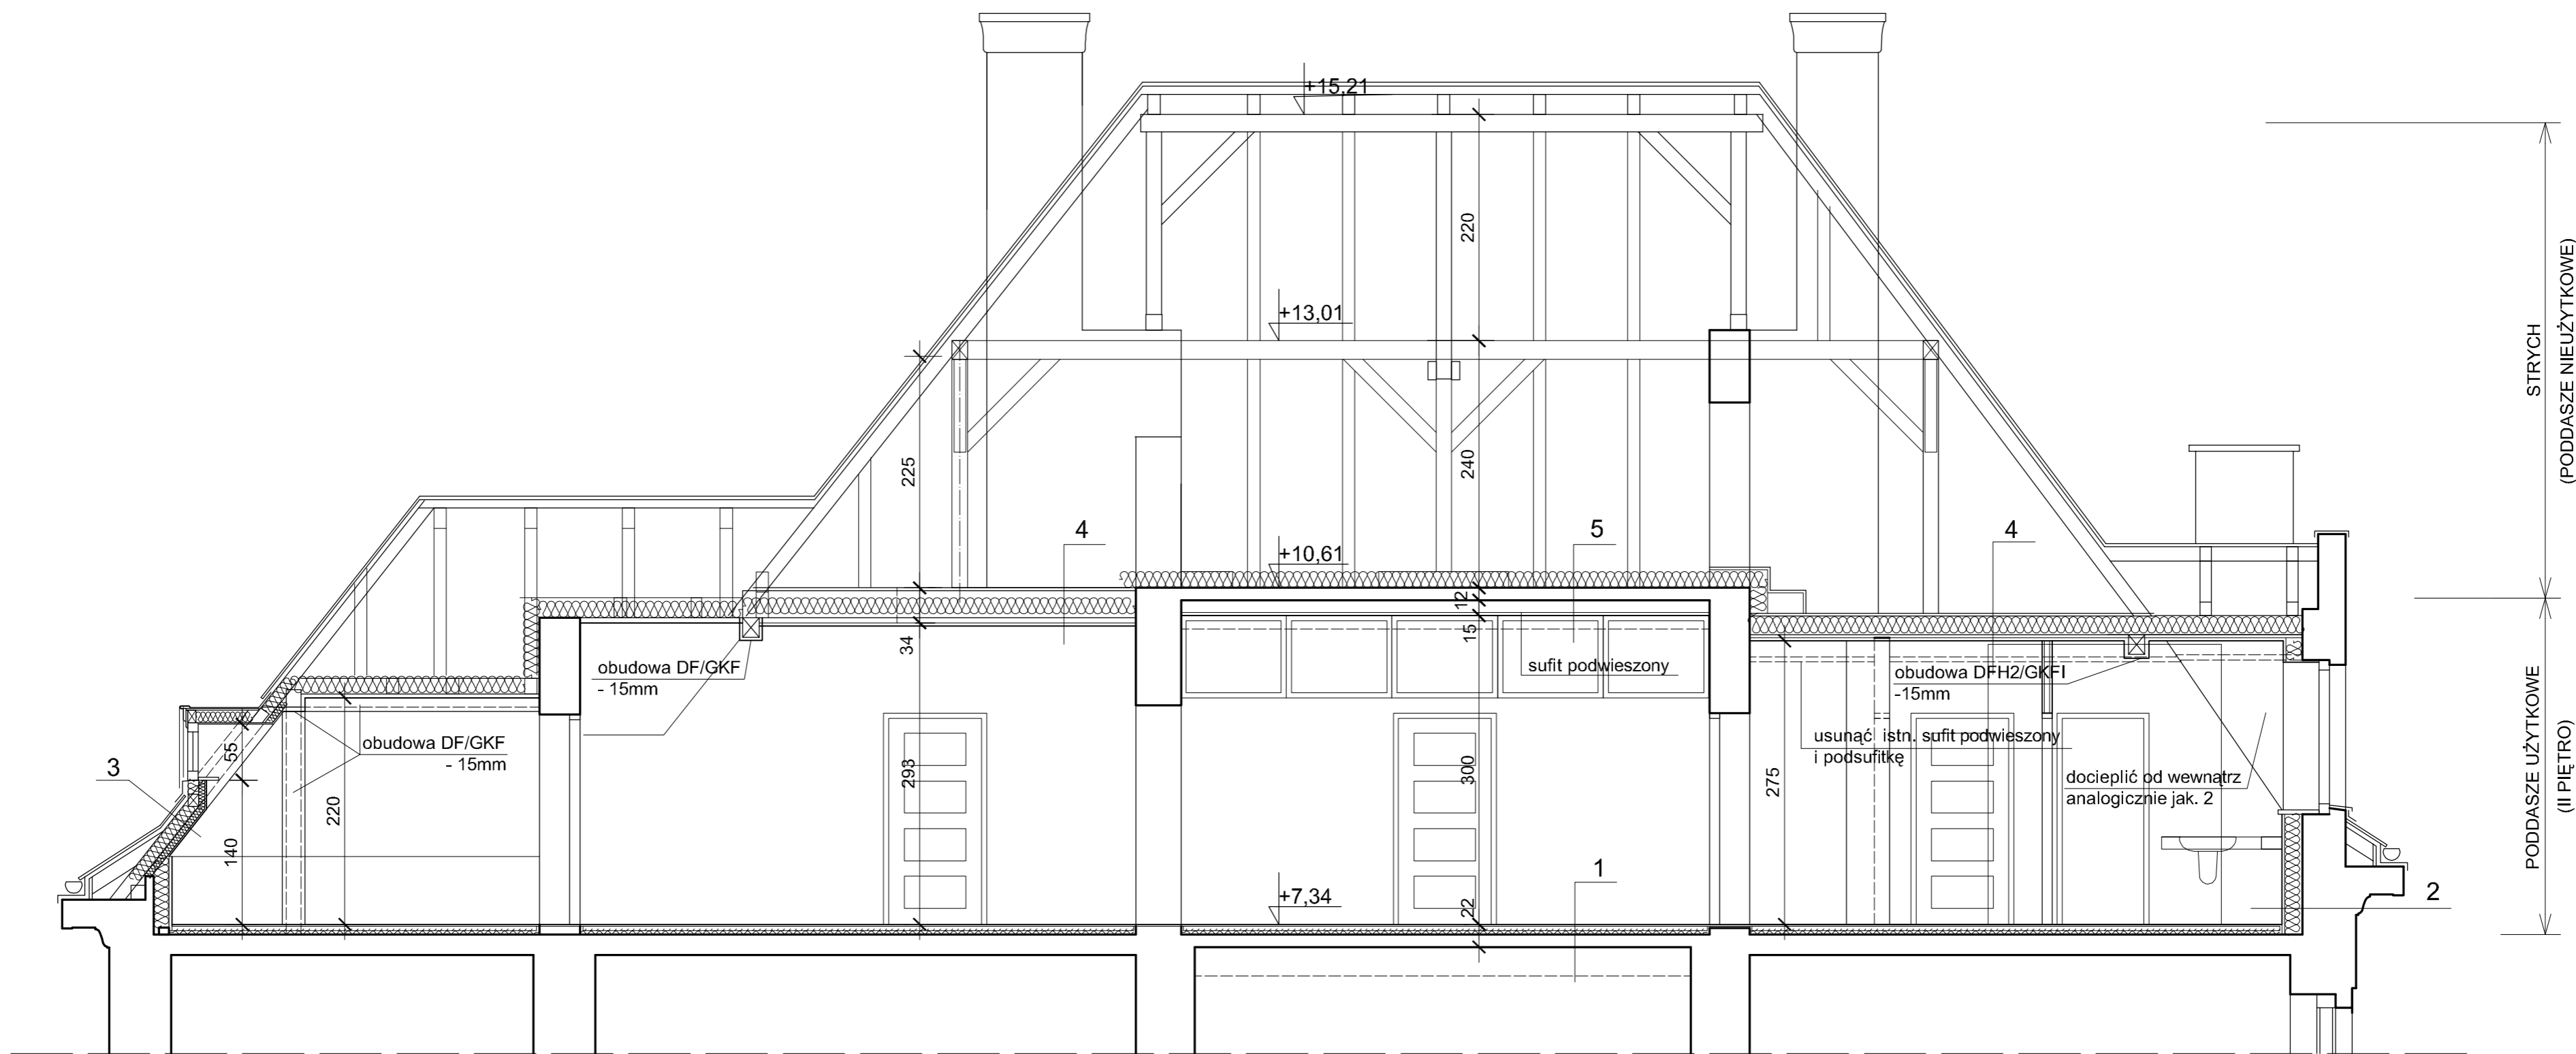 +15,21
220
+13,01
STRYCH
(PODDASZE NIEUŻYTKOWE)
225
240
4
5
4
+10,61
12
15
34
obudowa DF/GKF
- 15mm
sufit podwieszony
obudowa DFH2/GKFI
-15mm
usunąć istn. sufit podwieszony
i podsufitkę
obudowa DF/GKF
- 15mm
3
55
220
140
293
300
275
docieplić od wewnątrz
analogicznie jak. 2
PODDASZE UŻYTKOWE
(II PIĘTRO)
1
+7,34
22
2